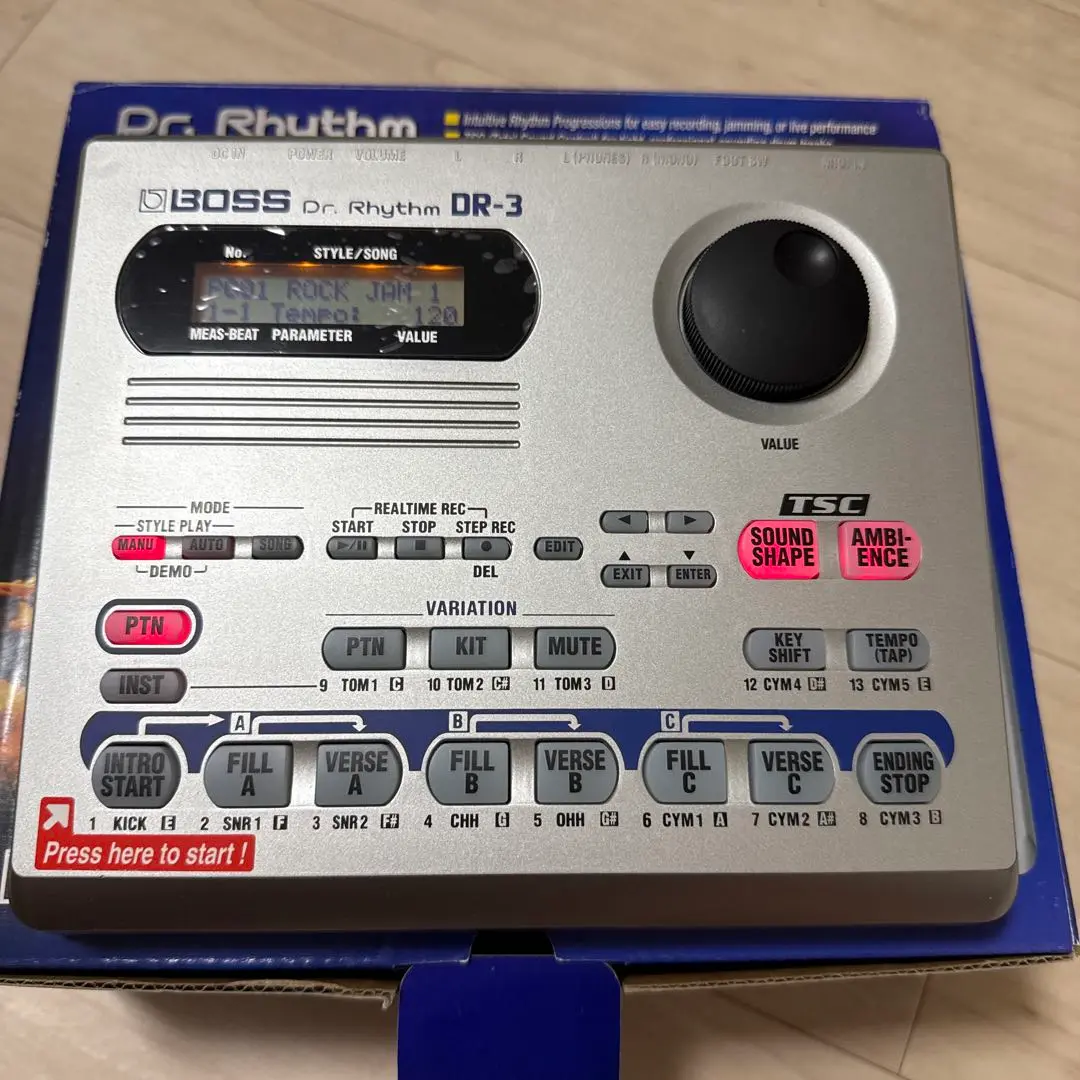 Dr. Rhythm
Intuitive Rhythm Progressions for easy recording, jamming, or live performance
DC IN POWER VOLUME L R L (PHONES) R (MONO) FOOT SW
BOSS Dr. Rhythm DR-3
No. STYLE/SONG
P001 ROCK JAM 1
1-1 Tempo: 120
MEAS-BEAT PARAMETER VALUE
VALUE
MODE
STYLE PLAY
MANU AUTO SONG
DEMO
REALTIME REC
START STOP STEP REC
DEL
EDIT
EXIT ENTER
TSC
SOUND SHAPE
AMBI-ENCE
PTN
INST
VARIATION
PTN KIT MUTE
9 TOM1 C 10 TOM2 C# 11 TOM3 D
KEY SHIFT
TEMPO (TAP)
12 CYM4 D# 13 CYM5 E
A B C
INTRO START
FILL A
VERSE A
FILL B
VERSE B
FILL C
VERSE C
ENDING STOP
1 KICK E 2 SNR1 F 3 SNR2 F# 4 CHH G 5 OHH G# 6 CYM1 A 7 CYM2 A# 8 CYM3 B
Press here to start !